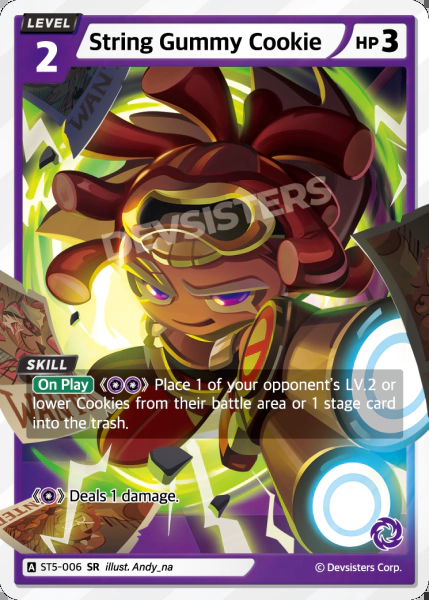 LEVEL
2
String Gummy Cookie
HP 3
WAN
DEVSISTERS
SKILL
On Play 《》 Place 1 of your opponent's LV.2 or
lower Cookies from their battle area or 1 stage card
into the trash.
《》 Deals 1 damage.
A ST5-006 SR illust. Andy_na
© Devsisters Corp.